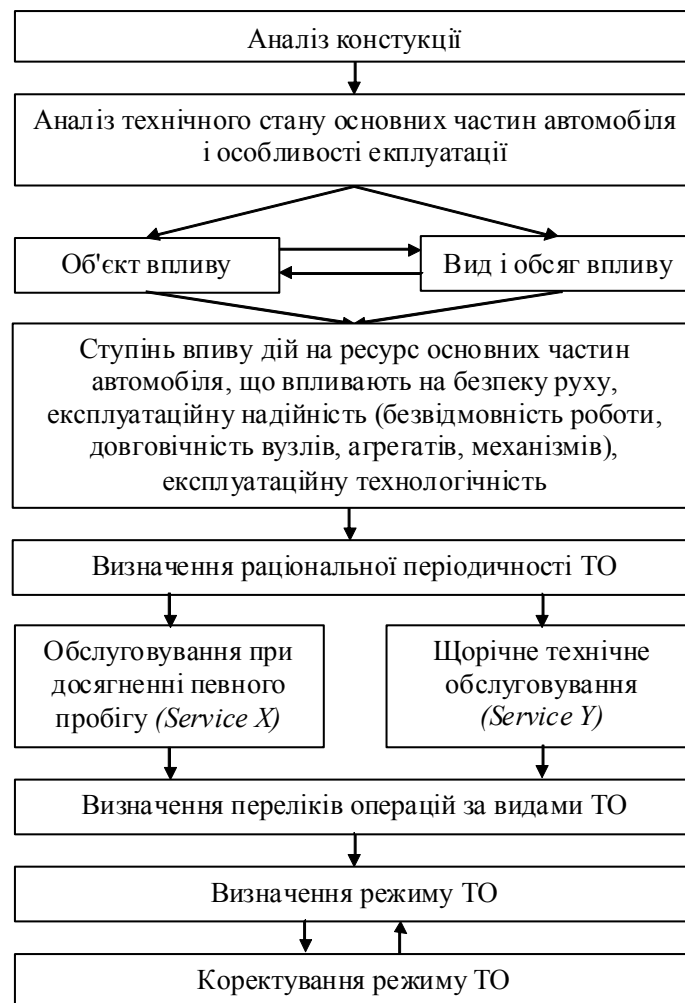 Аналіз констукції
Аналіз технічного стану основних частин автомобіля
і особливості екплуатації
Об'єкт впливу
Вид і обсяг впливу
Ступінь впиву дій на ресурс основних частин
автомобіля, що впливають на безпеку руху,
експлуатаційну надійність (безвідмовність роботи,
довговічність вузлів, агрегатів, механізмів),
експлуатаційну технологічність
Визначення раціональної періодичності ТО
Обслуговування при
досягненні певного
пробігу (Service X)
Щорічне технічне
обслуговування
(Service Y)
Визначення переліків операцій за видами ТО
Визначення режиму ТО
Коректування режиму ТО